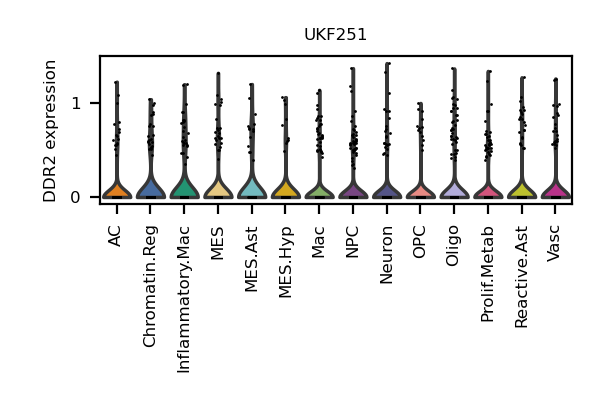 UKF251
DDR2 expression
1
0
AC
Chromatin.Reg
Inflammatory.Mac
MES
MES.Ast
MES.Hyp
Mac
NPC
Neuron
OPC
Oligo
Prolif.Metab
Reactive.Ast
Vasc